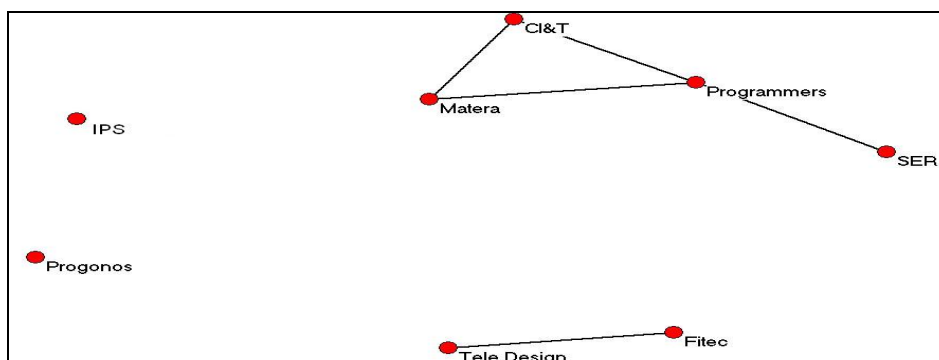 CI&T
Programmers
Matera
IPS
SER
Progonos
Fitec
Tele Design